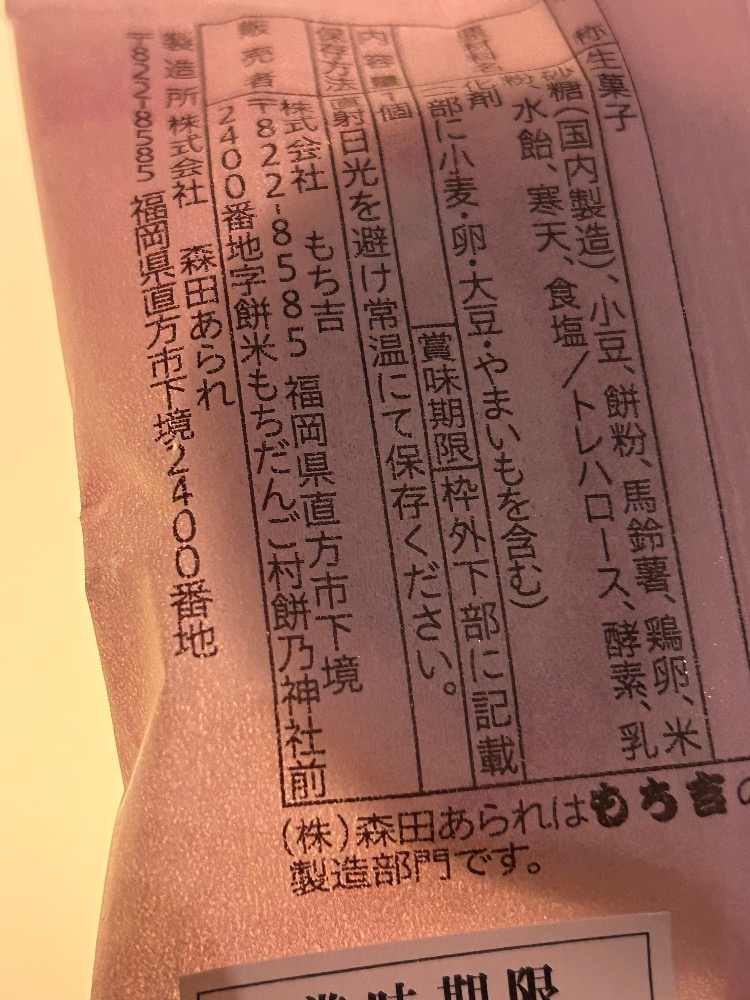 称生菓子
原材料名 砂糖(国内製造)、小豆、餅粉、馬鈴薯、鶏卵、米
粉、水飴、寒天、食塩/トレハロース、酵素、乳
化剤
部に小麦・卵・大豆・やまいもを含む)
内容量 1個 賞味期限 枠外下部に記載
保存方法 直射日光を避け常温にて保存ください。
販売者 株式会社 もち吉
〒822-8585 福岡県直方市下境
2400番地字餅米もちだんご村餅乃神社前
製造所 株式会社 森田あられ
〒822-8585 福岡県直方市下境2400番地
(株)森田あられはもち吉の
製造部門です。
賞味期限